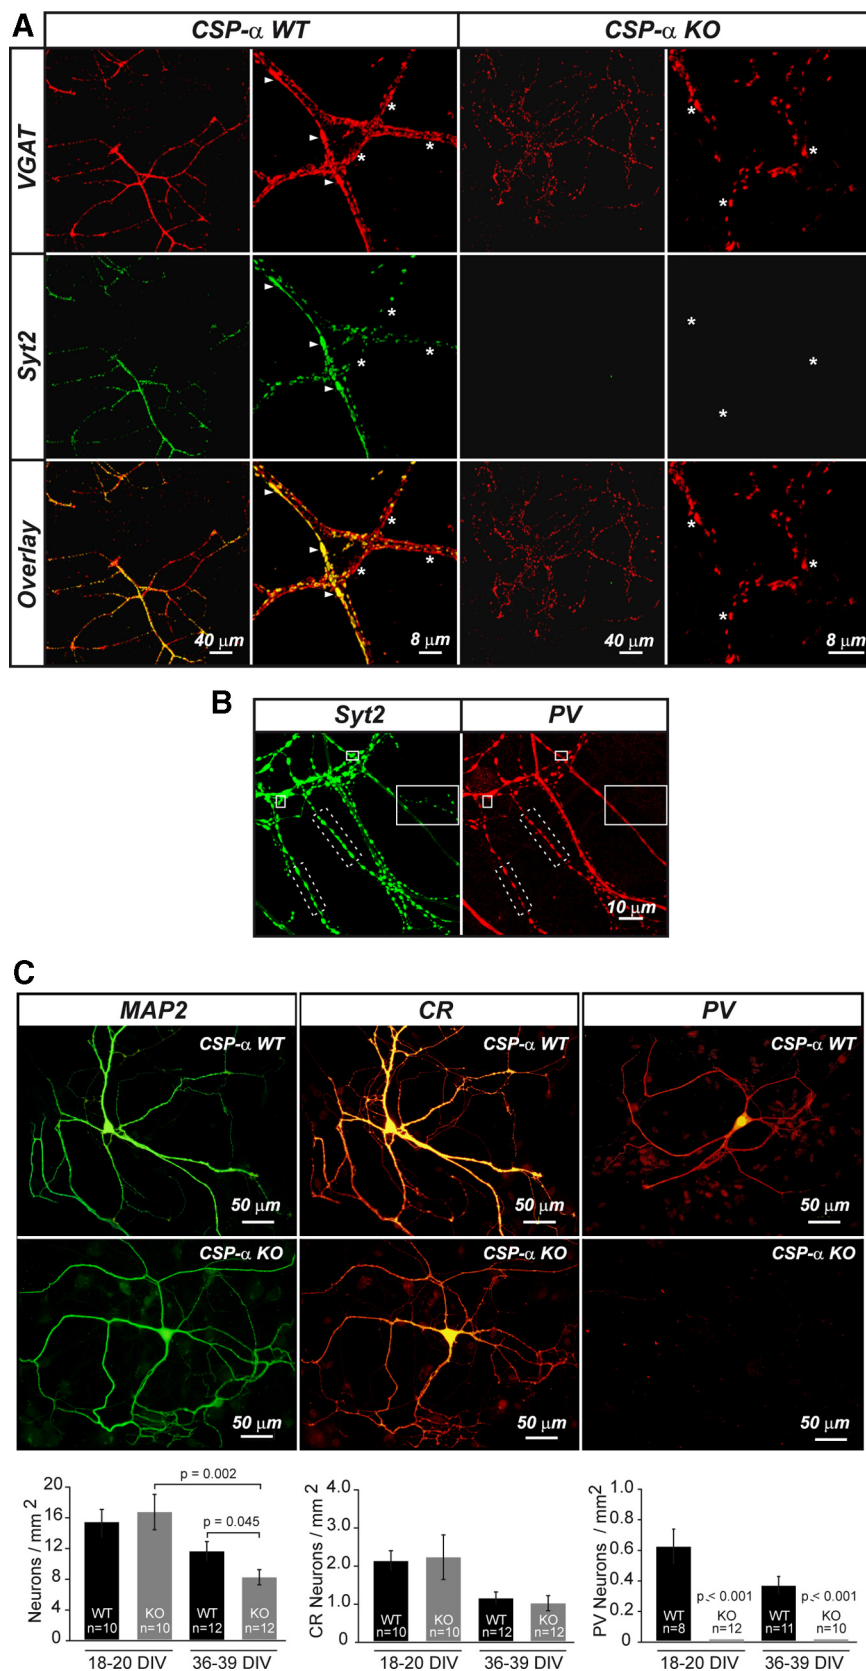 A
CSP-α WT
CSP-α KO
VGAT
Syt2
Overlay
40 μm
8 μm
40 μm
8 μm
B
Syt2
PV
10 μm
C
MAP2
CR
PV
CSP-α WT
CSP-α WT
CSP-α WT
50 μm
50 μm
50 μm
CSP-α KO
CSP-α KO
CSP-α KO
50 μm
50 μm
50 μm
Neurons / mm 2
20
16
12
8
4
0
p = 0.002
p = 0.045
WT
n=10
KO
n=10
WT
n=12
KO
n=12
18-20 DIV
36-39 DIV
CR Neurons / mm 2
4.0
3.0
2.0
1.0
0
WT
n=10
KO
n=10
WT
n=12
KO
n=12
18-20 DIV
36-39 DIV
PV Neurons / mm2
1.0
0.8
0.6
0.4
0.2
0
p < 0.001
p < 0.001
WT
n=8
KO
n=12
WT
n=11
KO
n=10
18-20 DIV
36-39 DIV